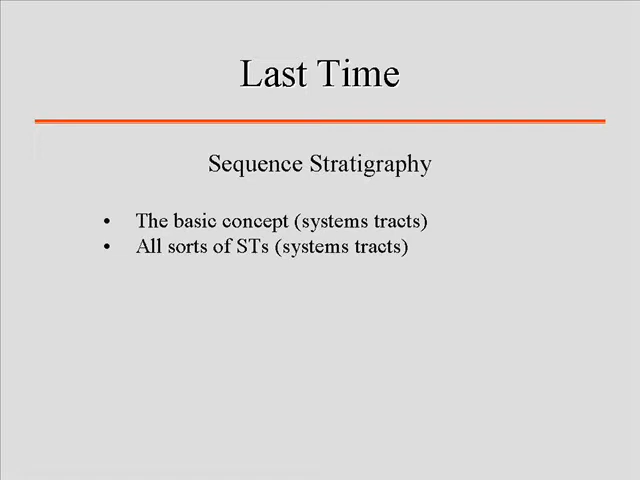 Last Time
Sequence Stratigraphy
• The basic concept (systems tracts)
• All sorts of STs (systems tracts)